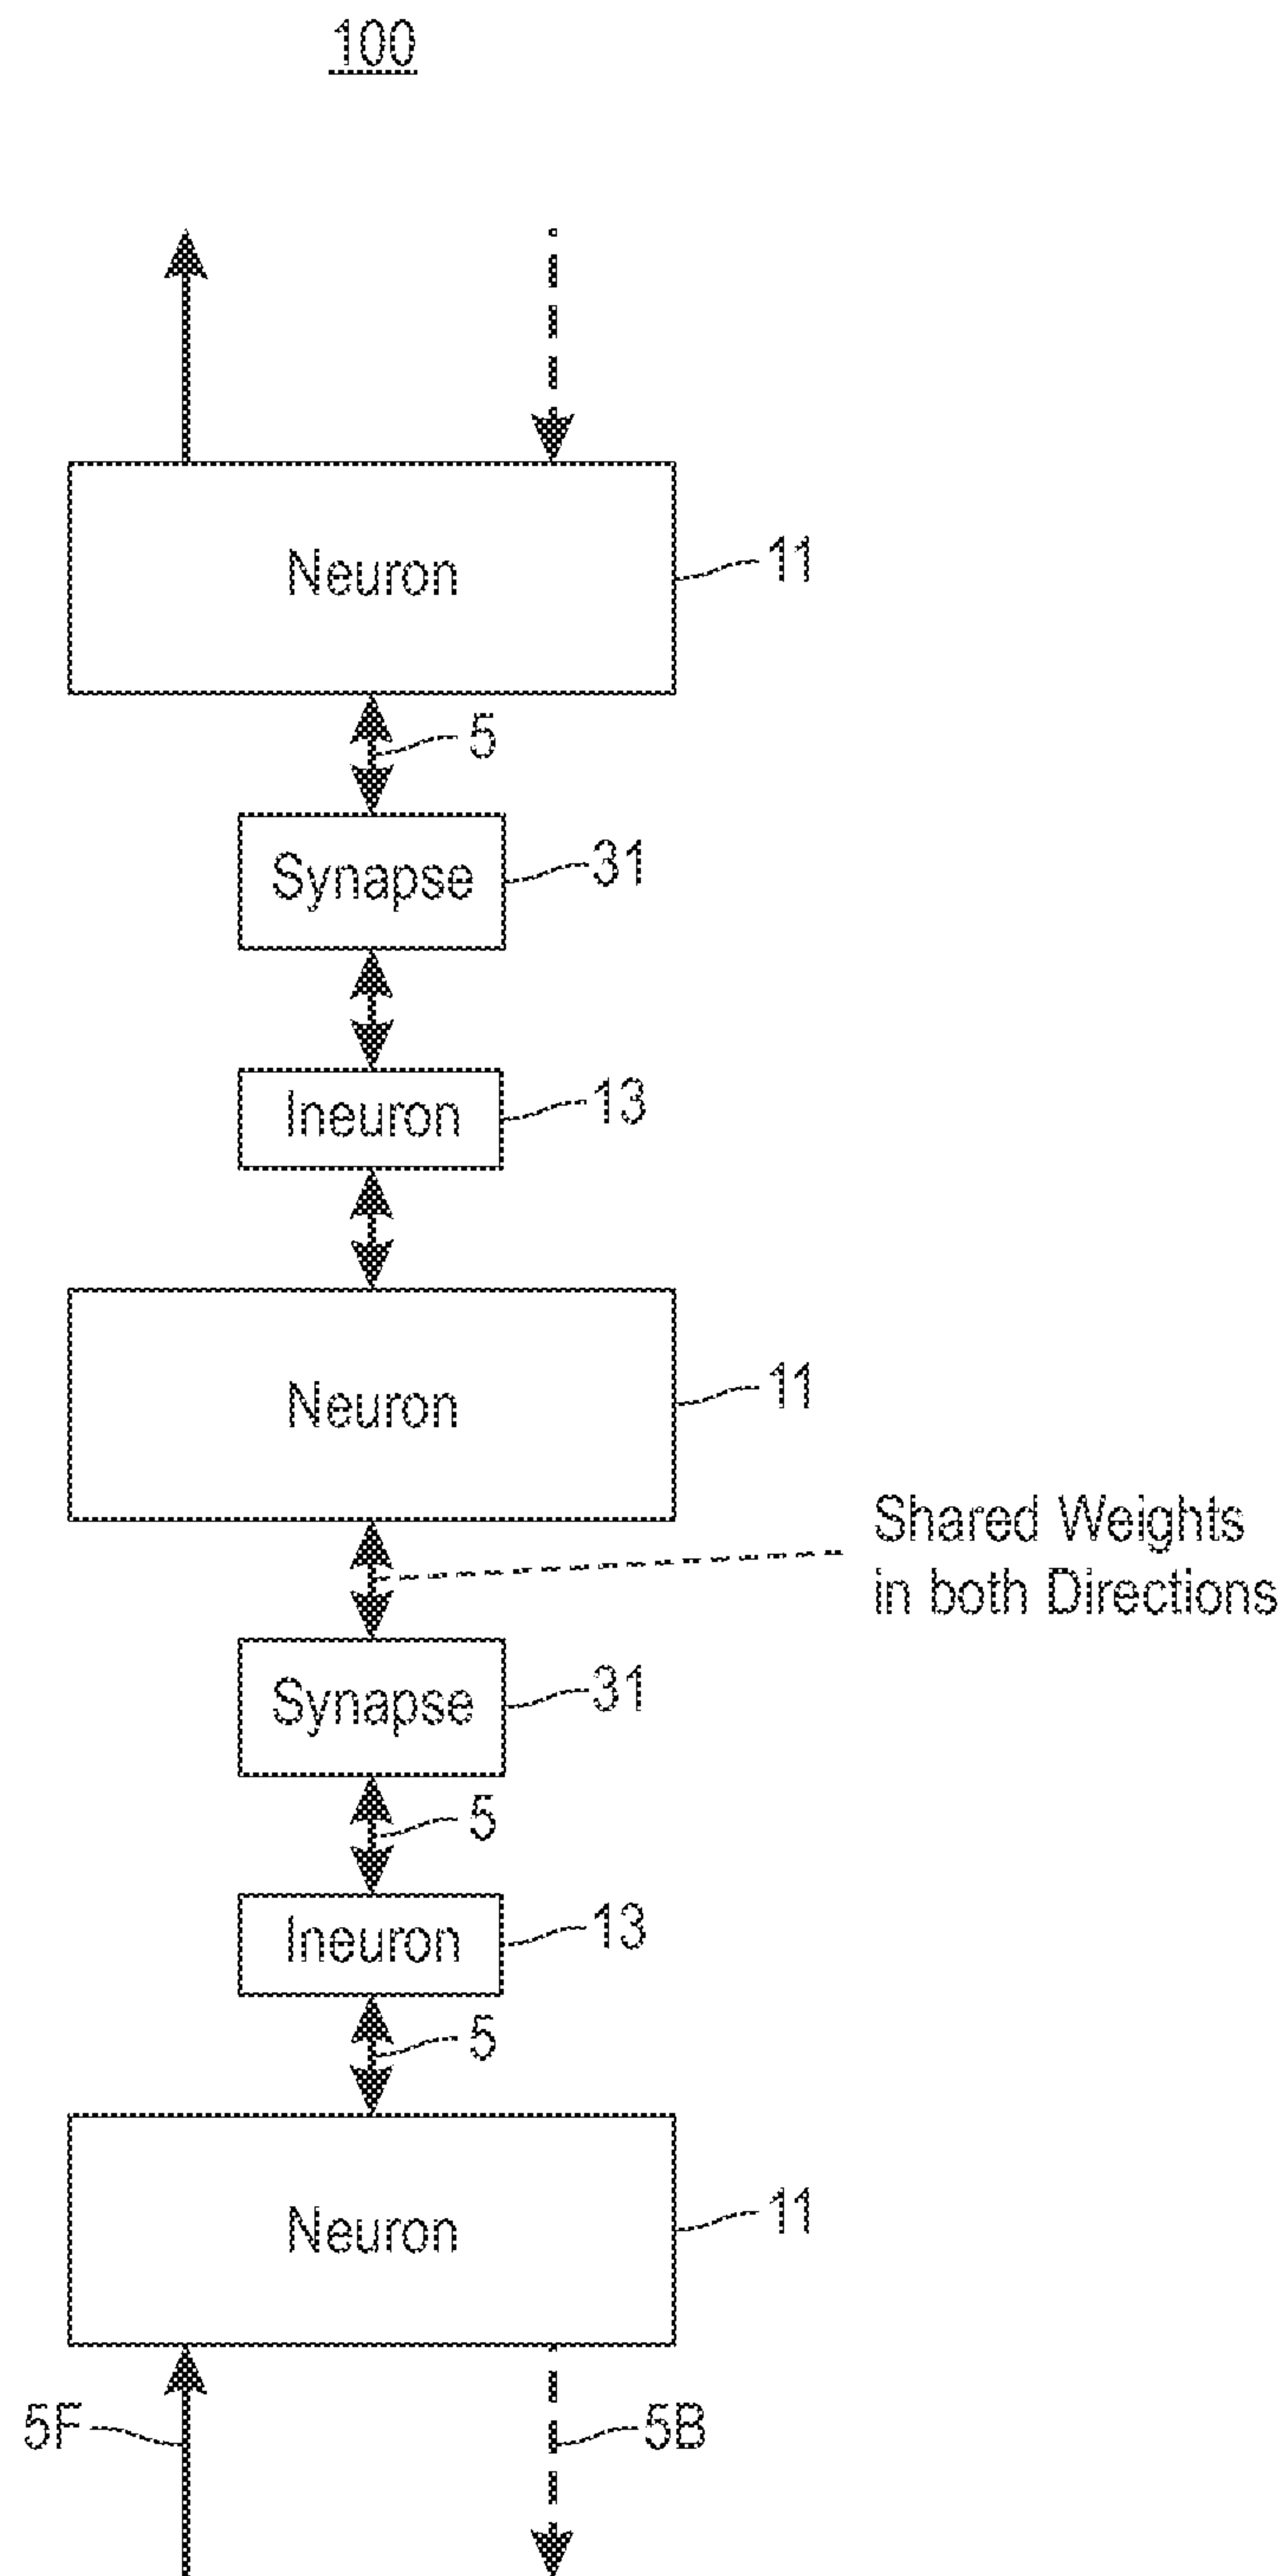 100
Neuron
11
5
Synapse
31
Ineuron
13
Neuron
11
Shared Weights
in both Directions
Synapse
31
5
Ineuron
13
5
Neuron
11
5F
5B